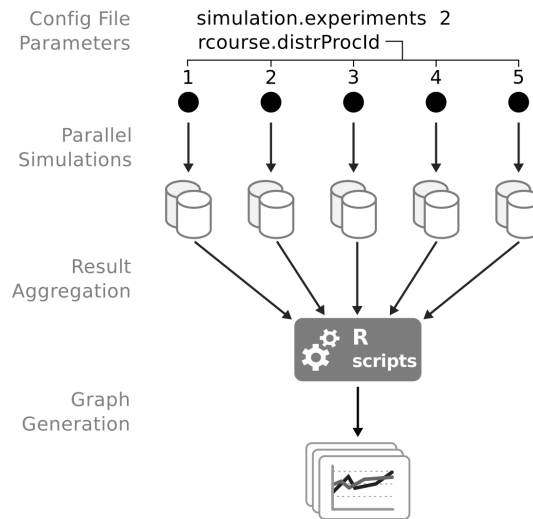 Config File
Parameters
simulation.experiments 2
rcourse.distrProcId
1 2 3 4 5
Parallel
Simulations
Result
Aggregation
R
scripts
Graph
Generation